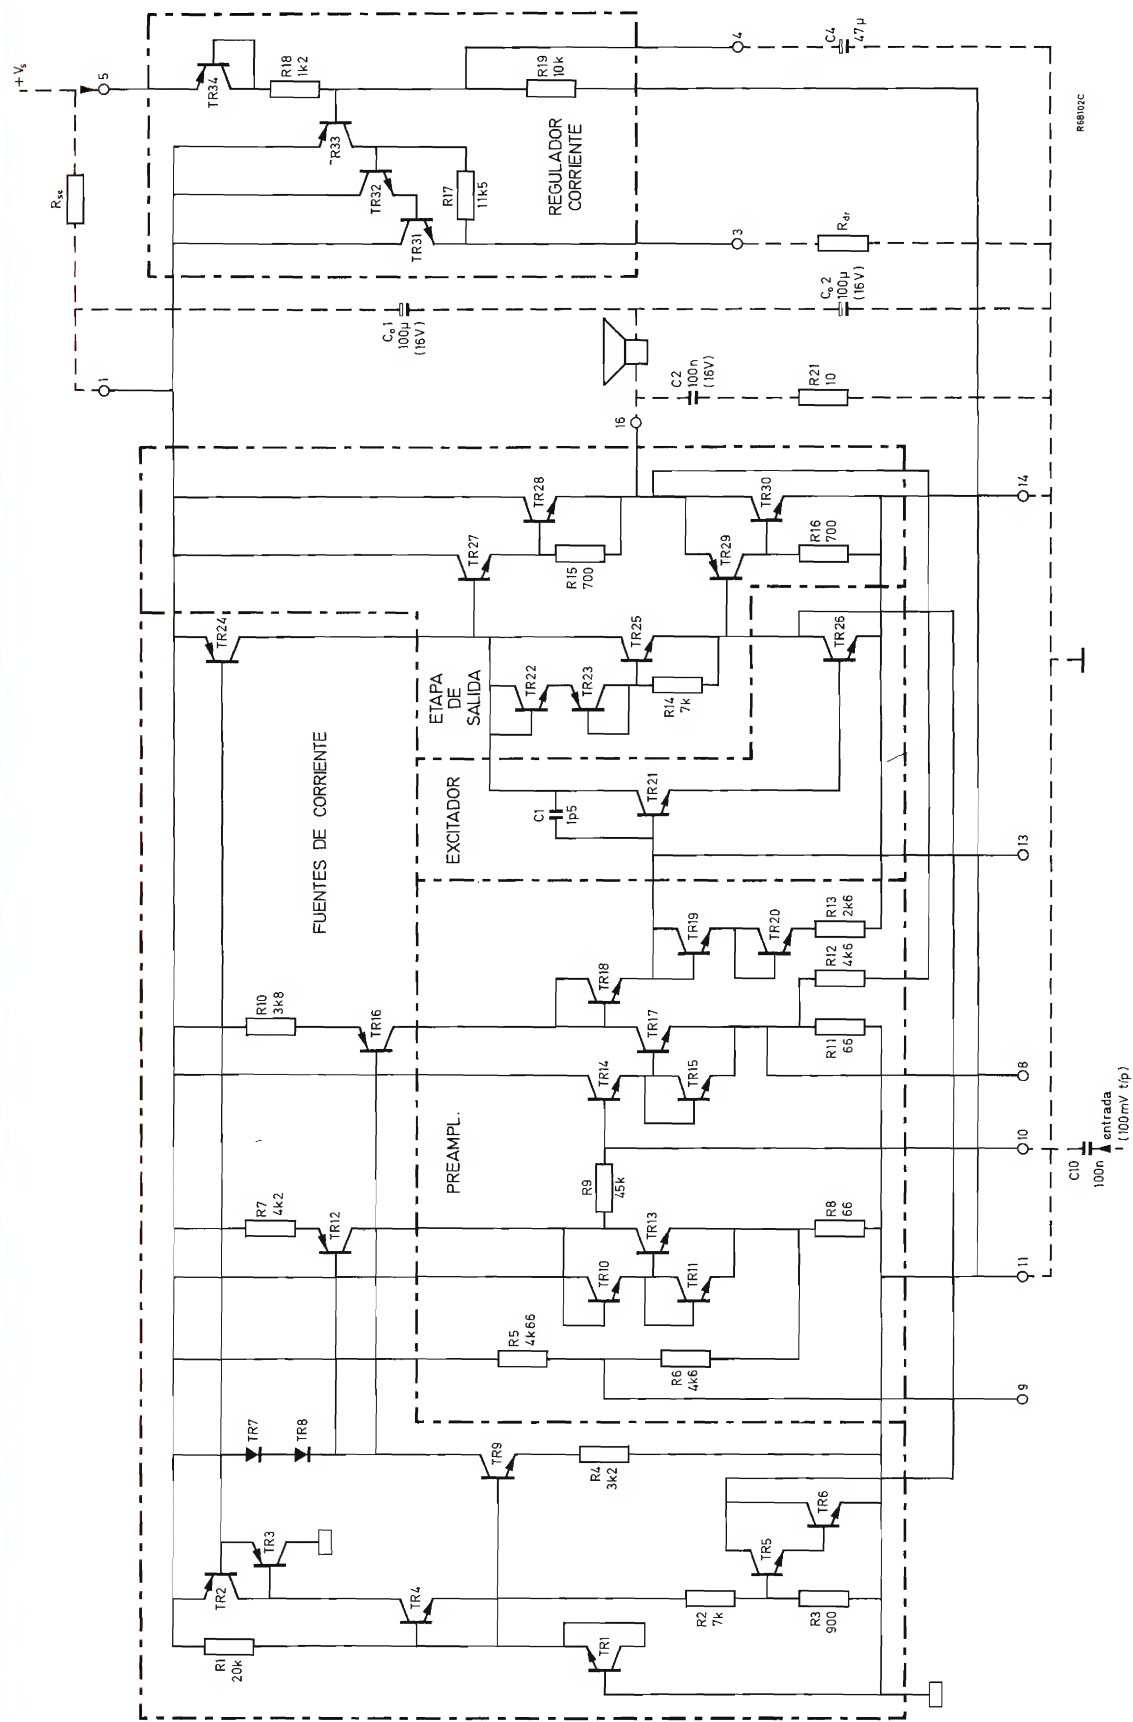 + Vs
5
TR34
R18
1k2
R19
10k
4
C4
47µ
R68102C
TR33
TR32
TR31
R17
11k5
REGULADOR
CORRIENTE
Rsc
3
Rdr
Co1
100µ
(16V)
Co2
100µ
(16V)
1
C2
100n
(16V)
R21
10
16
TR28
TR27
R15
700
TR30
TR29
R16
700
14
TR24
TR25
TR22
TR23
R14
7k
TR26
ETAPA
DE
SALIDA
FUENTES DE CORRIENTE
EXCITADOR
C1
1p5
TR21
13
TR19
TR20
R13
2k6
R12
4k6
TR18
R10
3k8
TR16
TR17
TR14
TR15
R11
66
8
PREAMPL.
10
C10
100n
entrada
(100mV t/p)
R9
45k
R7
4k2
TR12
TR13
TR10
TR11
R8
66
11
R5
4k66
R6
4k6
9
TR7
TR8
TR9
R4
3k2
TR3
TR2
TR4
TR6
TR5
R2
7k
R3
900
R1
20k
TR1